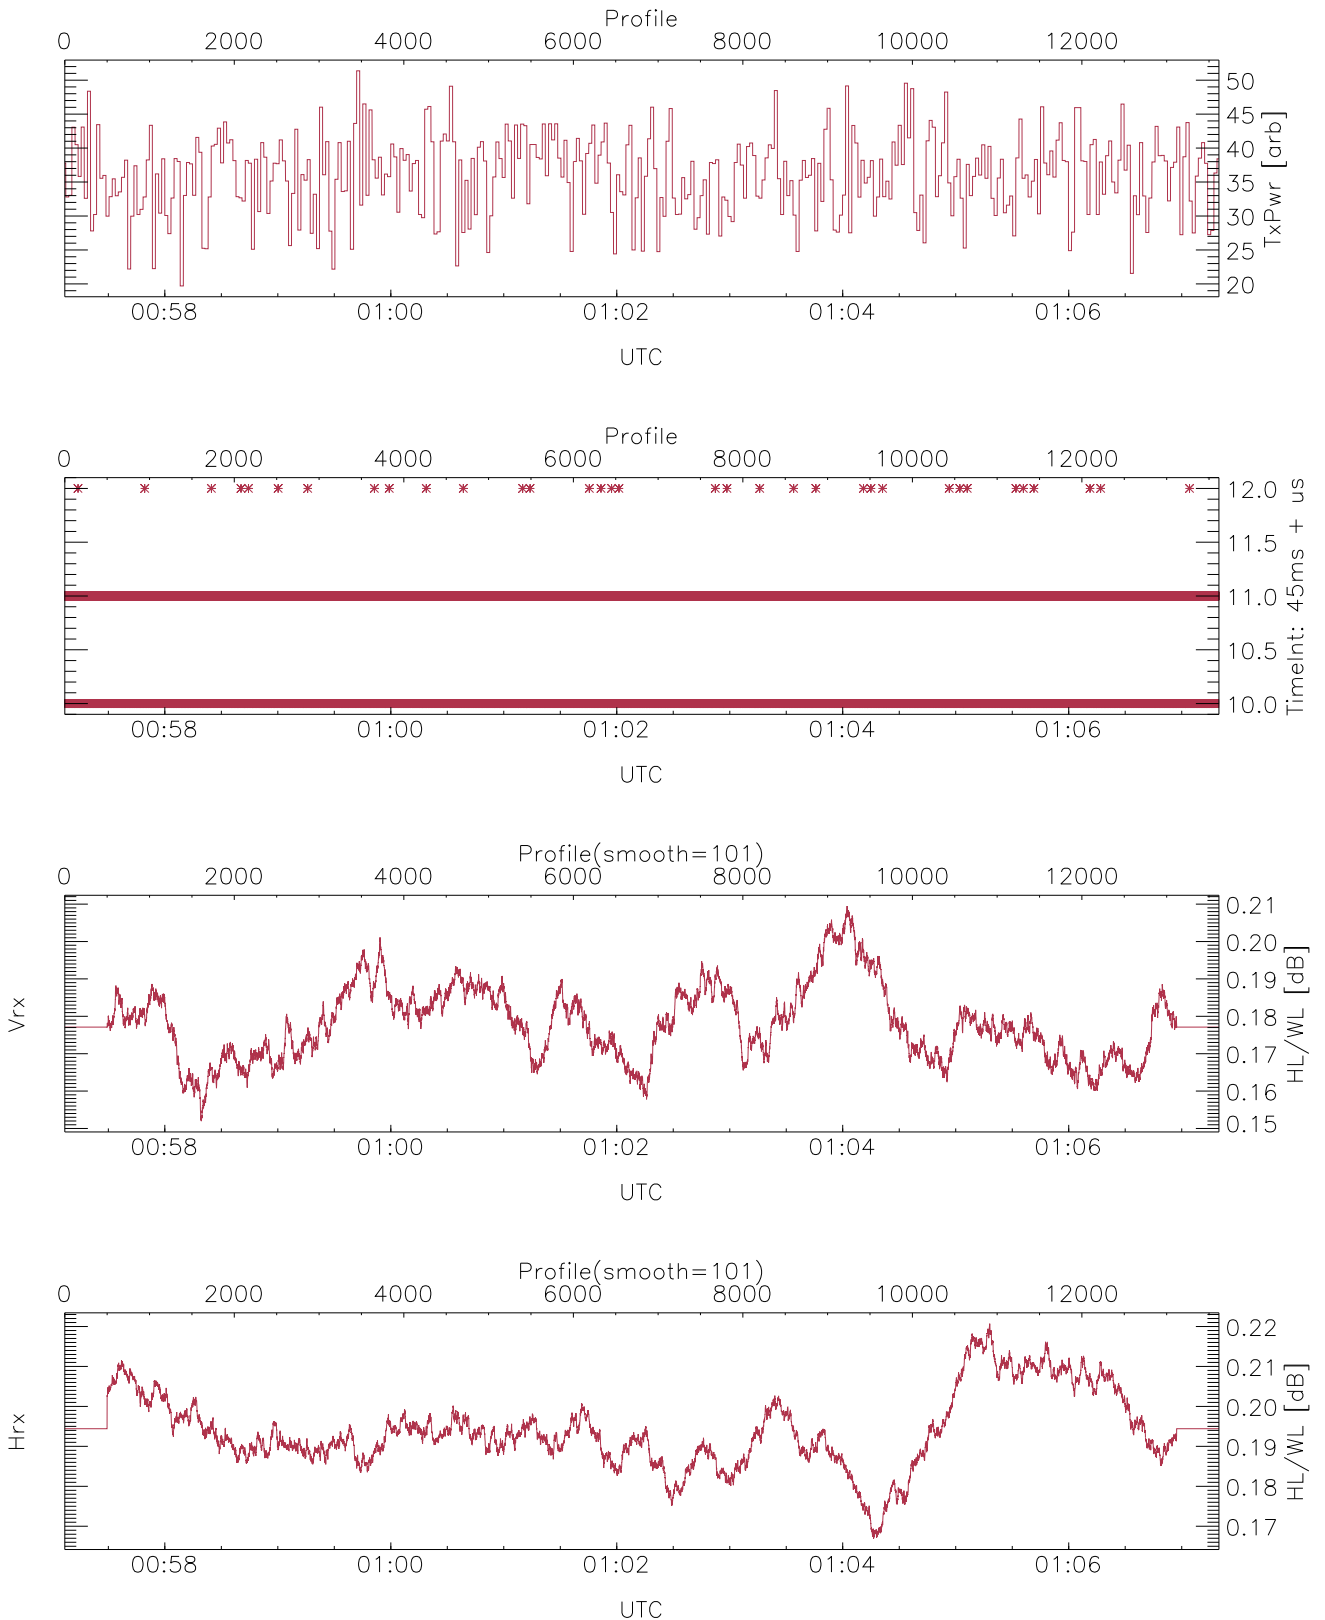 Profile
0 2000 4000 6000 8000 10000 12000
50
45
40
35
30
25
20
TxPwr [arb]
00:58 01:00 01:02 01:04 01:06
UTC
Profile
0 2000 4000 6000 8000 10000 12000
12.0
11.5
11.0
10.5
10.0
TimeInt: 45ms + us
00:58 01:00 01:02 01:04 01:06
UTC
Profile(smooth=101)
0 2000 4000 6000 8000 10000 12000
Vrx
0.21
0.20
0.19
0.18
0.17
0.16
0.15
HL/WL [dB]
00:58 01:00 01:02 01:04 01:06
UTC
Profile(smooth=101)
0 2000 4000 6000 8000 10000 12000
Hrx
0.22
0.21
0.20
0.19
0.18
0.17
HL/WL [dB]
00:58 01:00 01:02 01:04 01:06
UTC